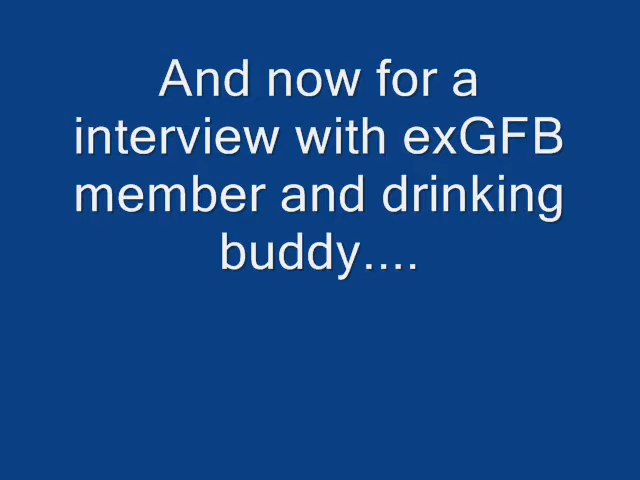 And now for a
interview with exGFB
member and drinking
buddy....